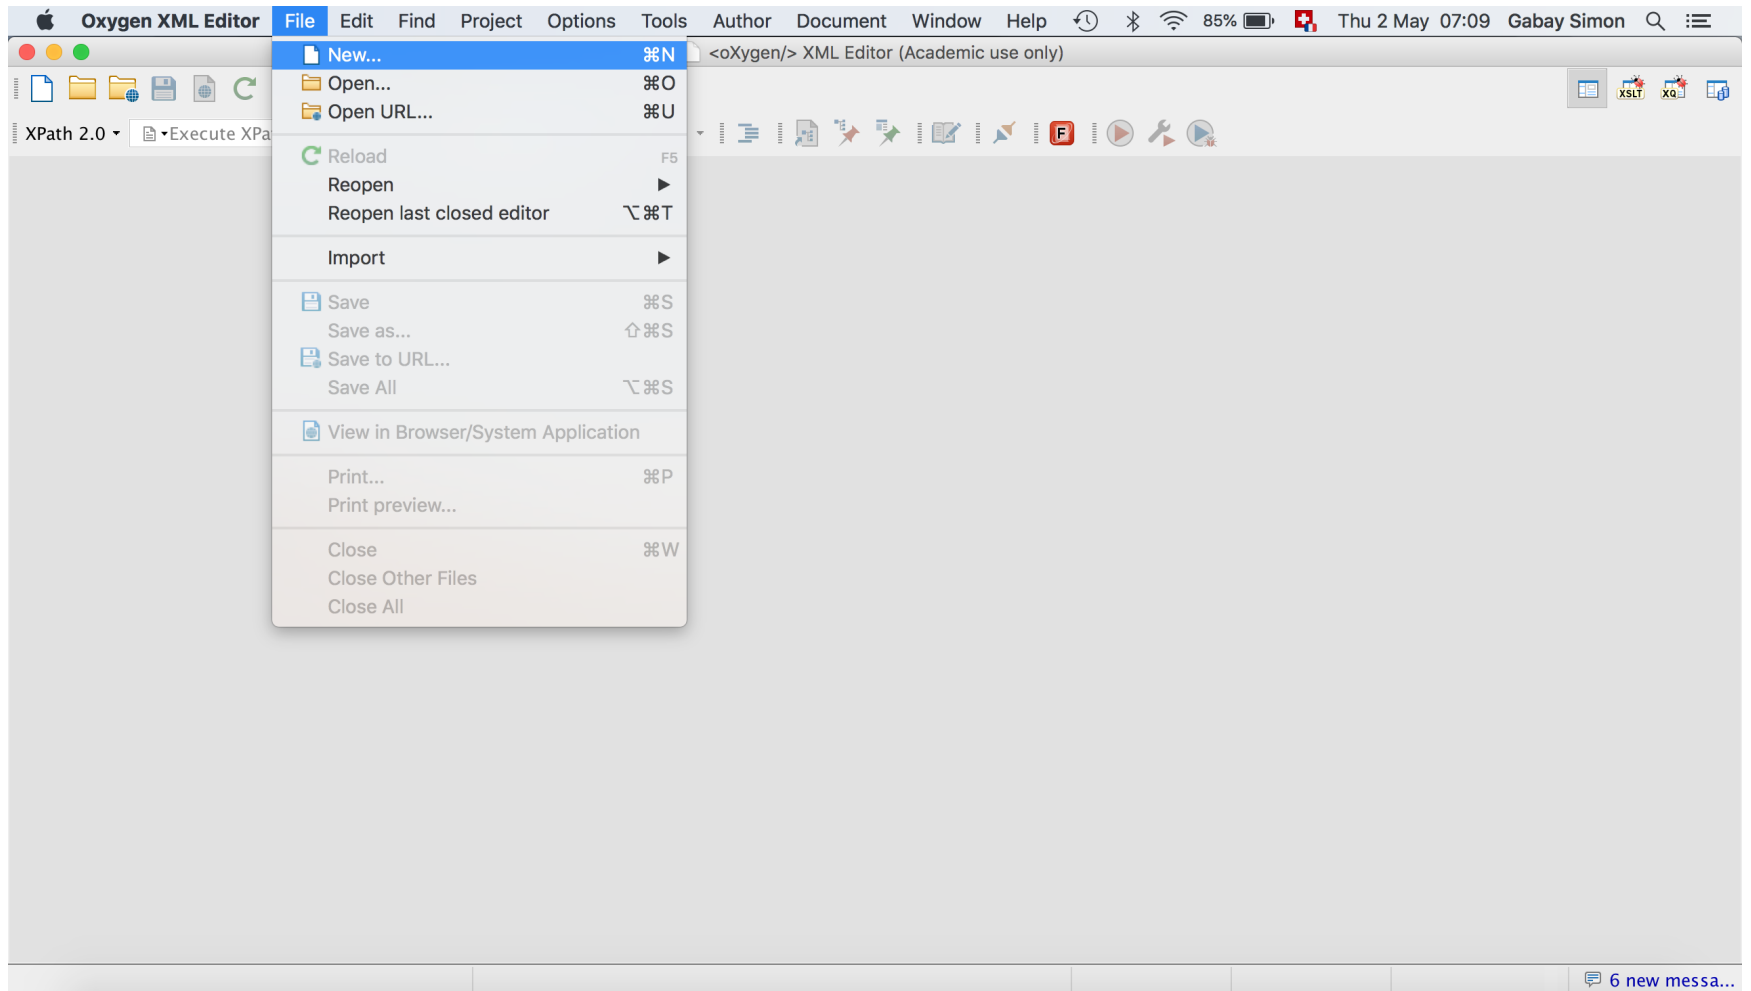 Oxygen XML Editor File Edit Find Project Options Tools Author Document Window Help 85% Thu 2 May 07:09 Gabay Simon
<oXygen/> XML Editor (Academic use only)
New... ⌘N
Open... ⌘O
Open URL... ⌘U
XSLT XQ
XPath 2.0 Execute XPa
F
Reload F5
Reopen
Reopen last closed editor ⌥⌘T
Import
Save ⌘S
Save as... ⇧⌘S
Save to URL...
Save All ⌥⌘S
View in Browser/System Application
Print... ⌘P
Print preview...
Close ⌘W
Close Other Files
Close All
6 new messa...